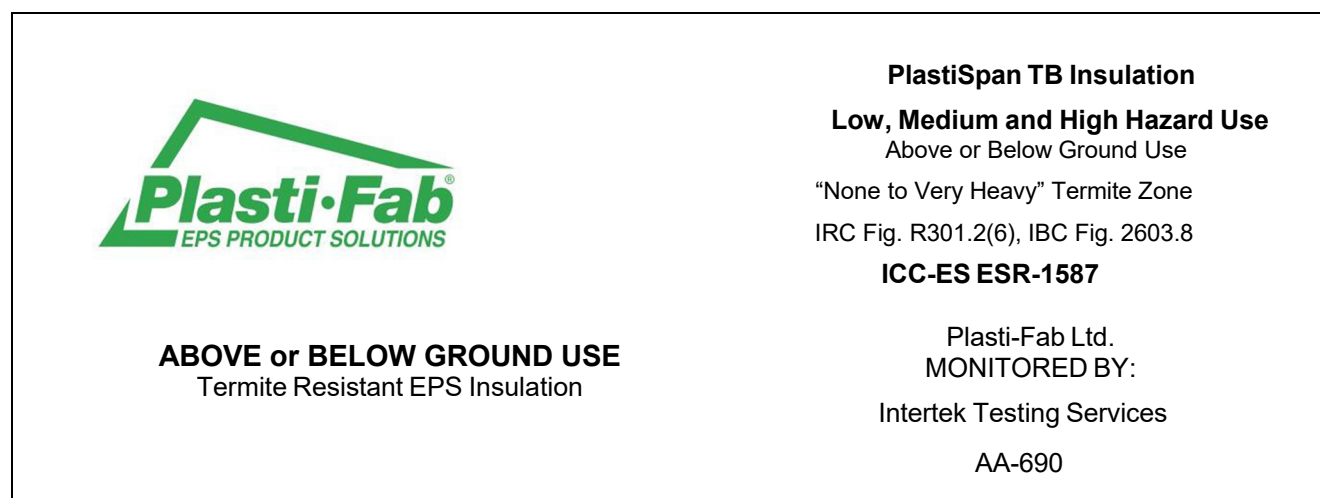 Plasti·Fab®
EPS PRODUCT SOLUTIONS
ABOVE or BELOW GROUND USE
Termite Resistant EPS Insulation
PlastiSpan TB Insulation
Low, Medium and High Hazard Use
Above or Below Ground Use
“None to Very Heavy” Termite Zone
IRC Fig. R301.2(6), IBC Fig. 2603.8
ICC-ES ESR-1587
Plasti-Fab Ltd.
MONITORED BY:
Intertek Testing Services
AA-690